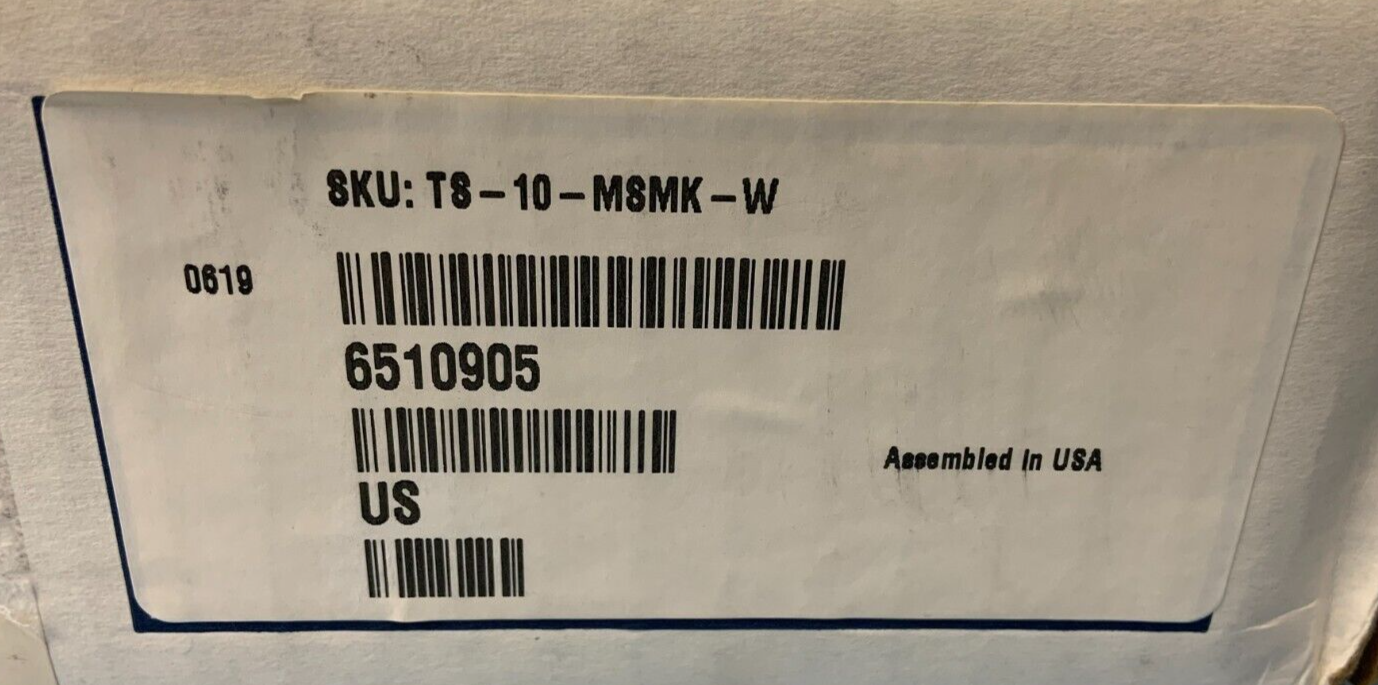 SKU: TS-10-MSMK-W
0619
6510905
Assembled in USA
US